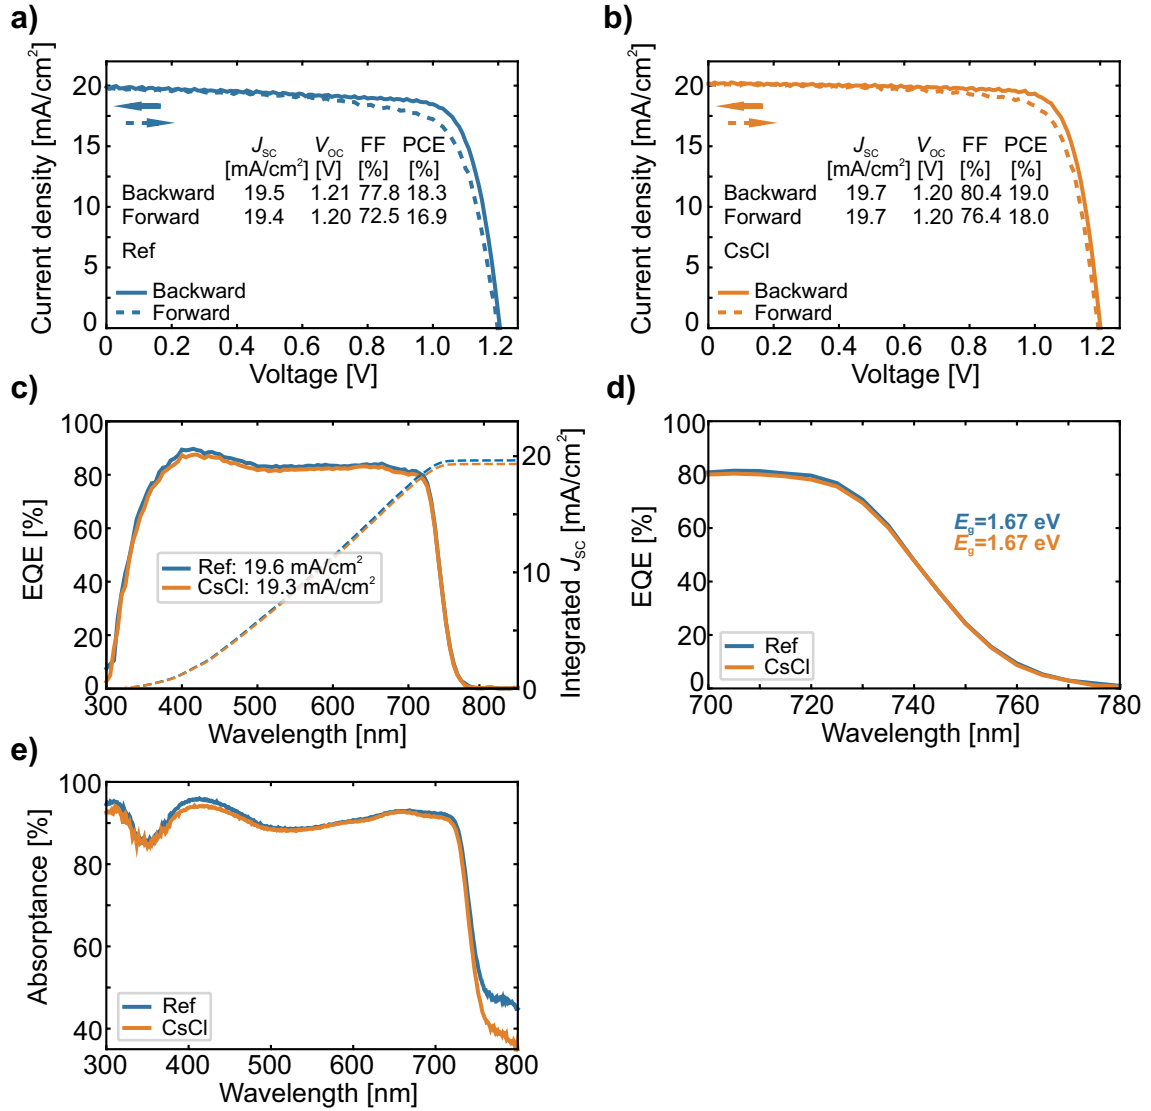 a)
Current density [mA/cm²]
20
15
10
5
0
J_SC V_OC FF PCE
[mA/cm²] [V] [%] [%]
Backward 19.5 1.21 77.8 18.3
Forward 19.4 1.20 72.5 16.9
Ref
Backward
Forward
0 0.2 0.4 0.6 0.8 1.0 1.2
Voltage [V]
b)
Current density [mA/cm²]
20
15
10
5
0
J_SC V_OC FF PCE
[mA/cm²] [V] [%] [%]
Backward 19.7 1.20 80.4 19.0
Forward 19.7 1.20 76.4 18.0
CsCl
Backward
Forward
0 0.2 0.4 0.6 0.8 1.0 1.2
Voltage [V]
c)
EQE [%]
100
80
60
40
20
0
Ref: 19.6 mA/cm²
CsCl: 19.3 mA/cm²
20
10
0
Integrated J_SC [mA/cm²]
300 400 500 600 700 800
Wavelength [nm]
d)
EQE [%]
100
80
60
40
20
0
E_g=1.67 eV
E_g=1.67 eV
Ref
CsCl
700 720 740 760 780
Wavelength [nm]
e)
Absorptance [%]
100
80
60
40
Ref
CsCl
300 400 500 600 700 800
Wavelength [nm]